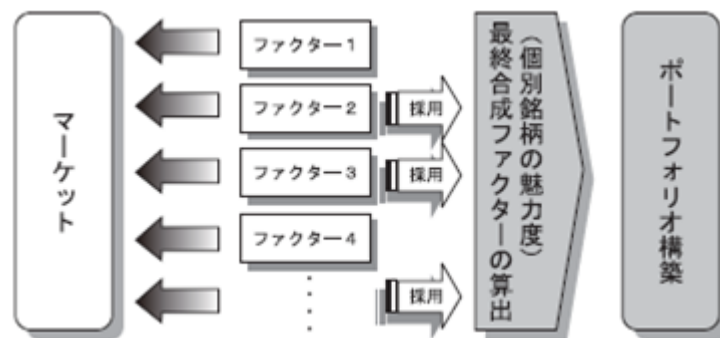 マーケット
ファクター1
ファクター2
採用
ファクター3
採用
ファクター4
採用
(個別銘柄の魅力度)
最終合成ファクターの算出
ポートフォリオ構築